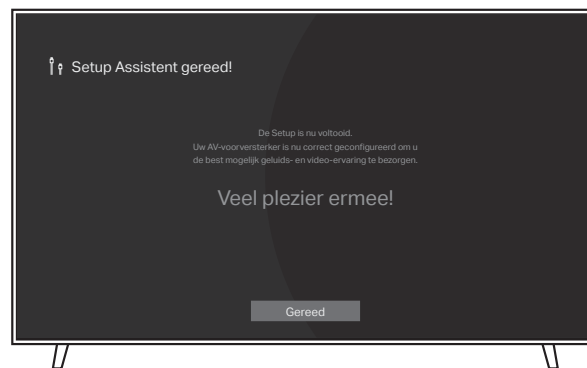 Setup Assistent gereed!
De Setup is nu voltooid.
Uw AV-voorversterker is nu correct geconfigureerd om u
de best mogelijk geluids- en video-ervaring te bezorgen.
Veel plezier ermee!
Gereed